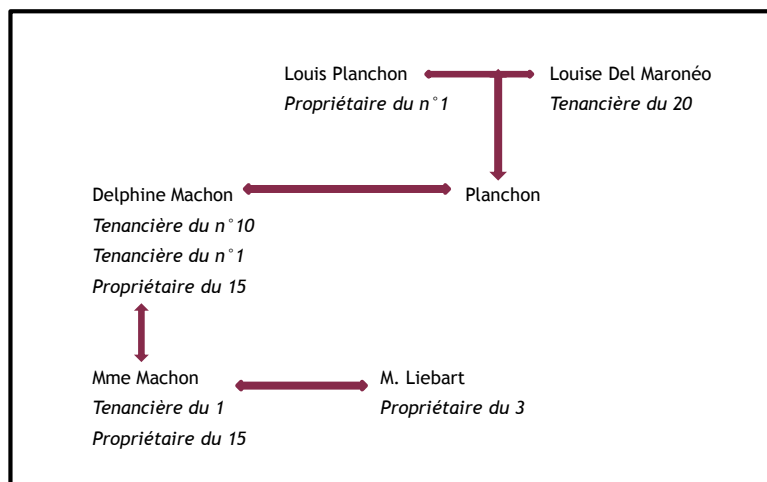 Louis Planchon
Propriétaire du n°1
Louise Del Maronéo
Tenancière du 20
Delphine Machon
Tenancière du n°10
Tenancière du n°1
Propriétaire du 15
Planchon
Mme Machon
Tenancière du 1
Propriétaire du 15
M. Liebart
Propriétaire du 3